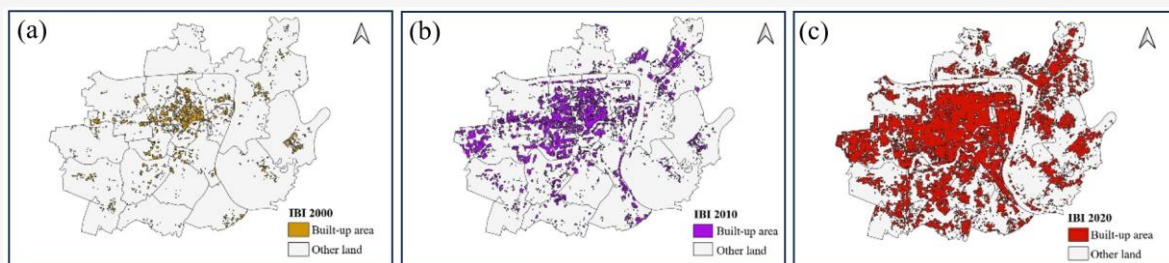 (a)
IBI 2000
Built-up area
Other land
(b)
IBI 2010
Built-up area
Other land
(c)
IBI 2020
Built-up area
Other land